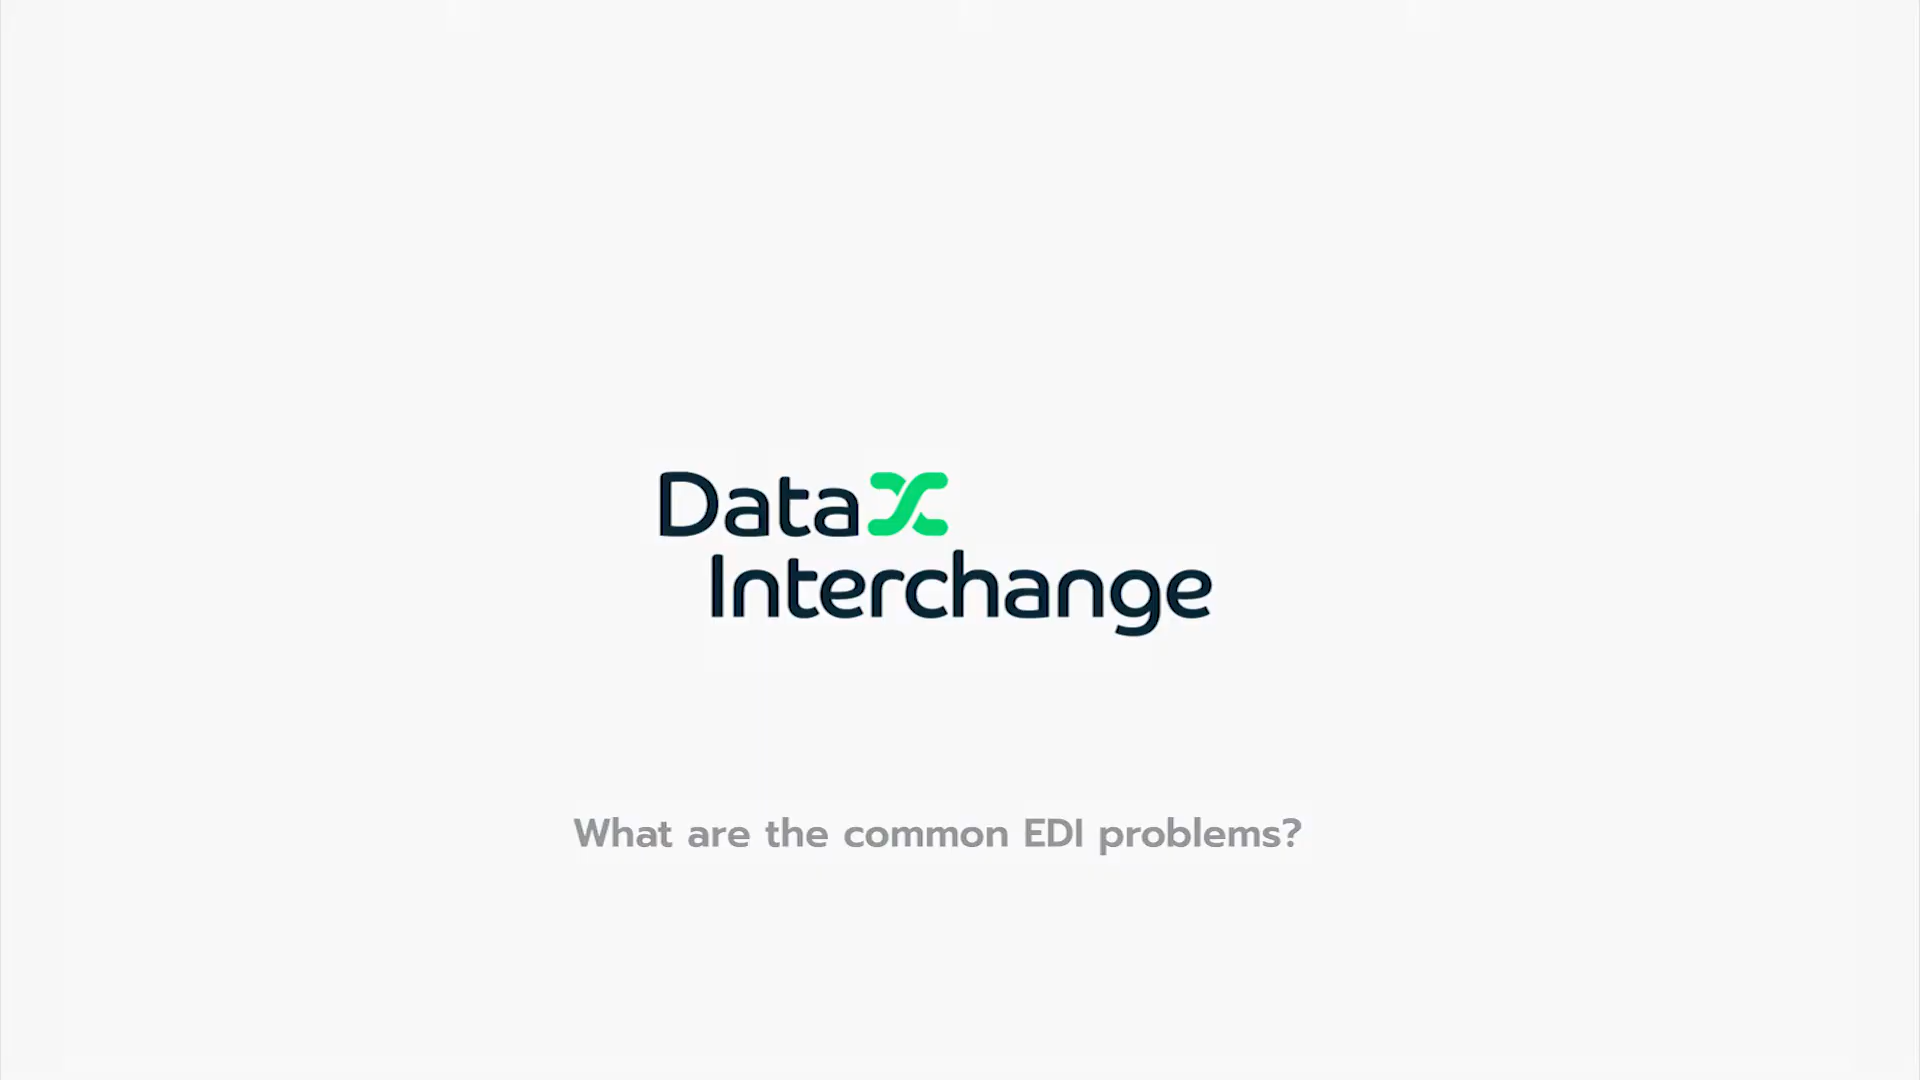 Data
Interchange
What are the common EDI problems?